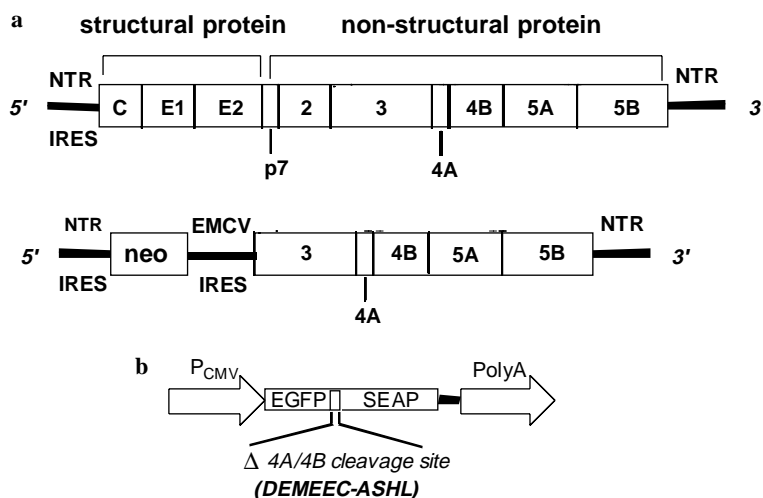 a
structural protein non-structural protein
NTR NTR
5' C E1 E2 2 3 4B 5A 5B 3
IRES
p7 4A
NTR EMCV NTR
5' neo 3 4B 5A 5B 3'
IRES IRES
4A
b
PCMV PolyA
EGFP SEAP
Δ 4A/4B cleavage site
(DEMEEC-ASHL)